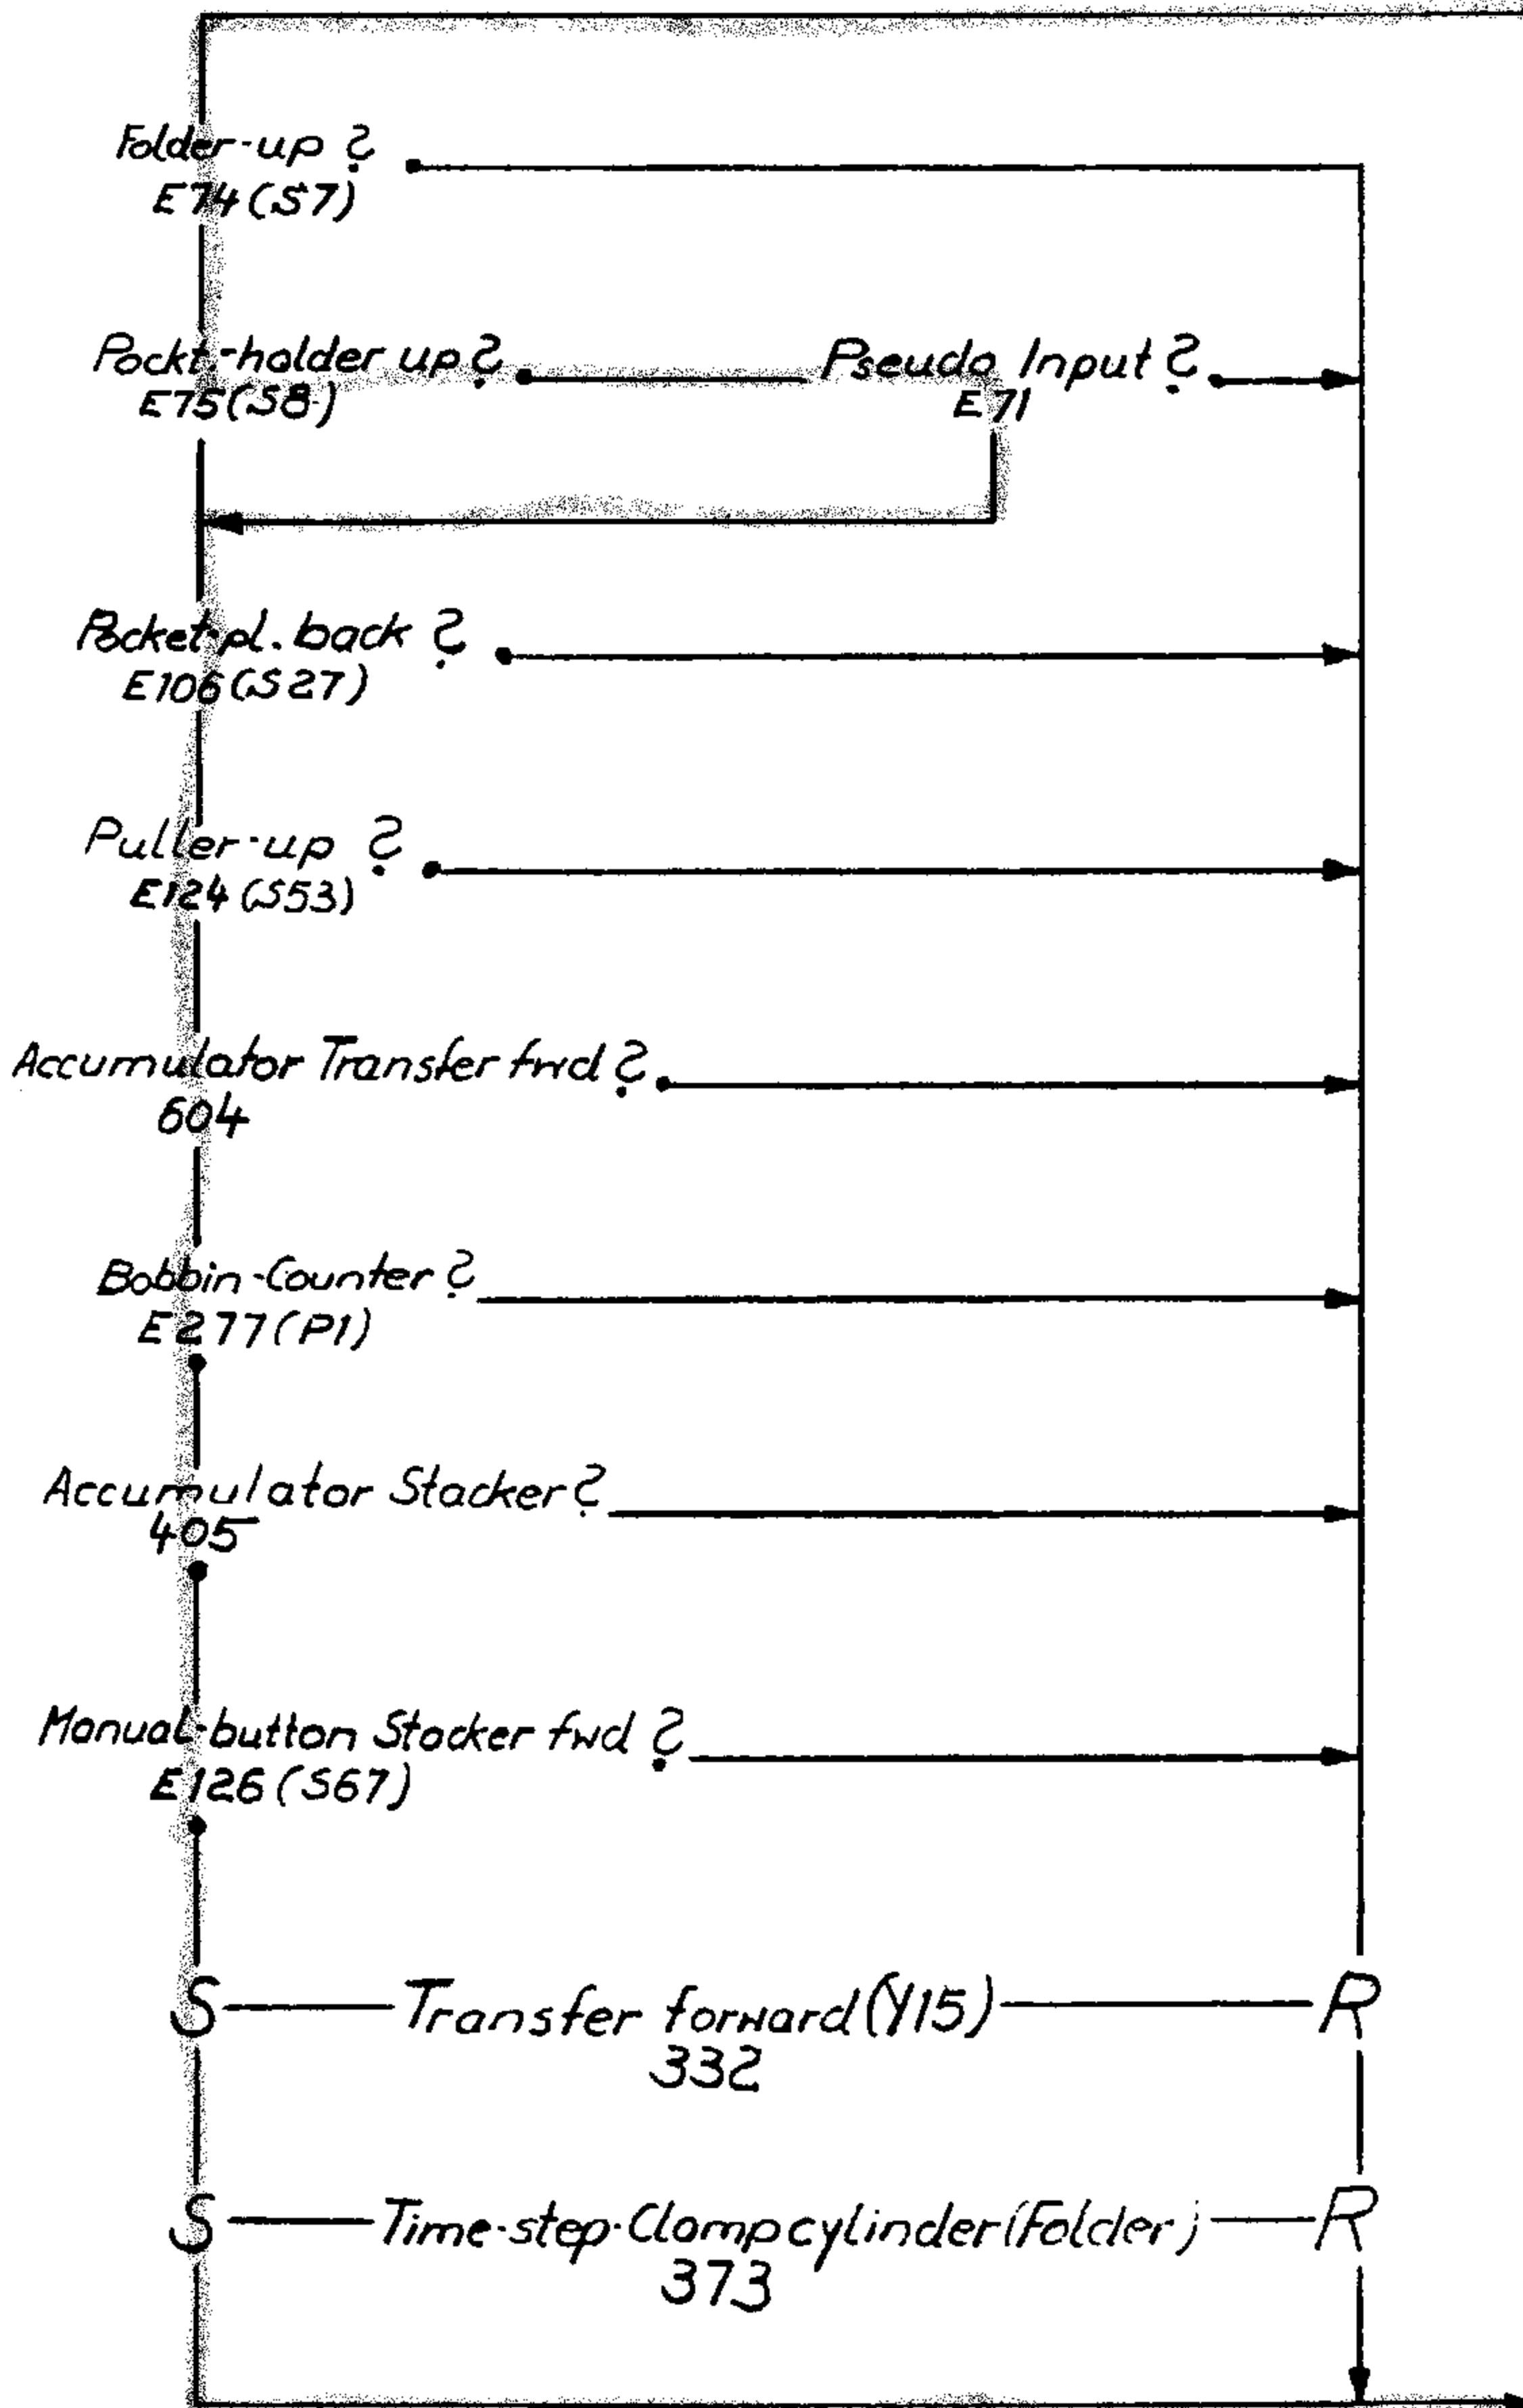 Folder-up ?
E74(S7)
Pockt.-holder up? Pseudo Input?
E75(S8) E71
Pocket-pl. back ?
E106(S27)
Puller-up ?
E124(S53)
Accumulator Transfer fwd ?
604
Bobbin-Counter ?
E277(P1)
Accumulator Stacker ?
405
Manual-button Stacker fwd ?
E126(S67)
S Transfer forward(Y15) R
332
S Time-step-Clampcylinder(Folder) R
373